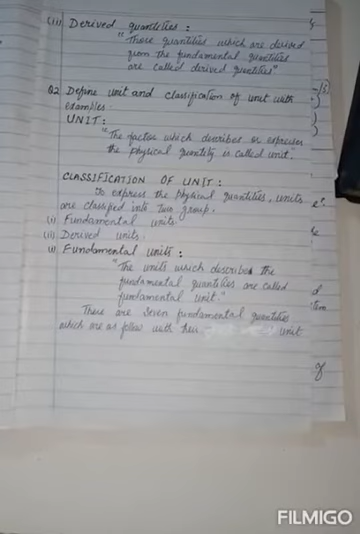 (iii) Derived quantities:
"Those quantities which are derived
from the fundamental quantities
are called derived quantities"
Q2 Define unit and classification of unit with
examples
UNIT:
"The factor which describes or expresses
the physical quantity is called unit.
CLASSIFICATION OF UNIT:
To express the physical quantities, units
are classified into two group.
(i) Fundamental units.
(ii) Derived units.
(i) Fundamental units:
"The units which describe the
fundamental quantities are called
fundamental unit."
There are seven fundamental quantities
which are as follow with their unit
FILMIGO